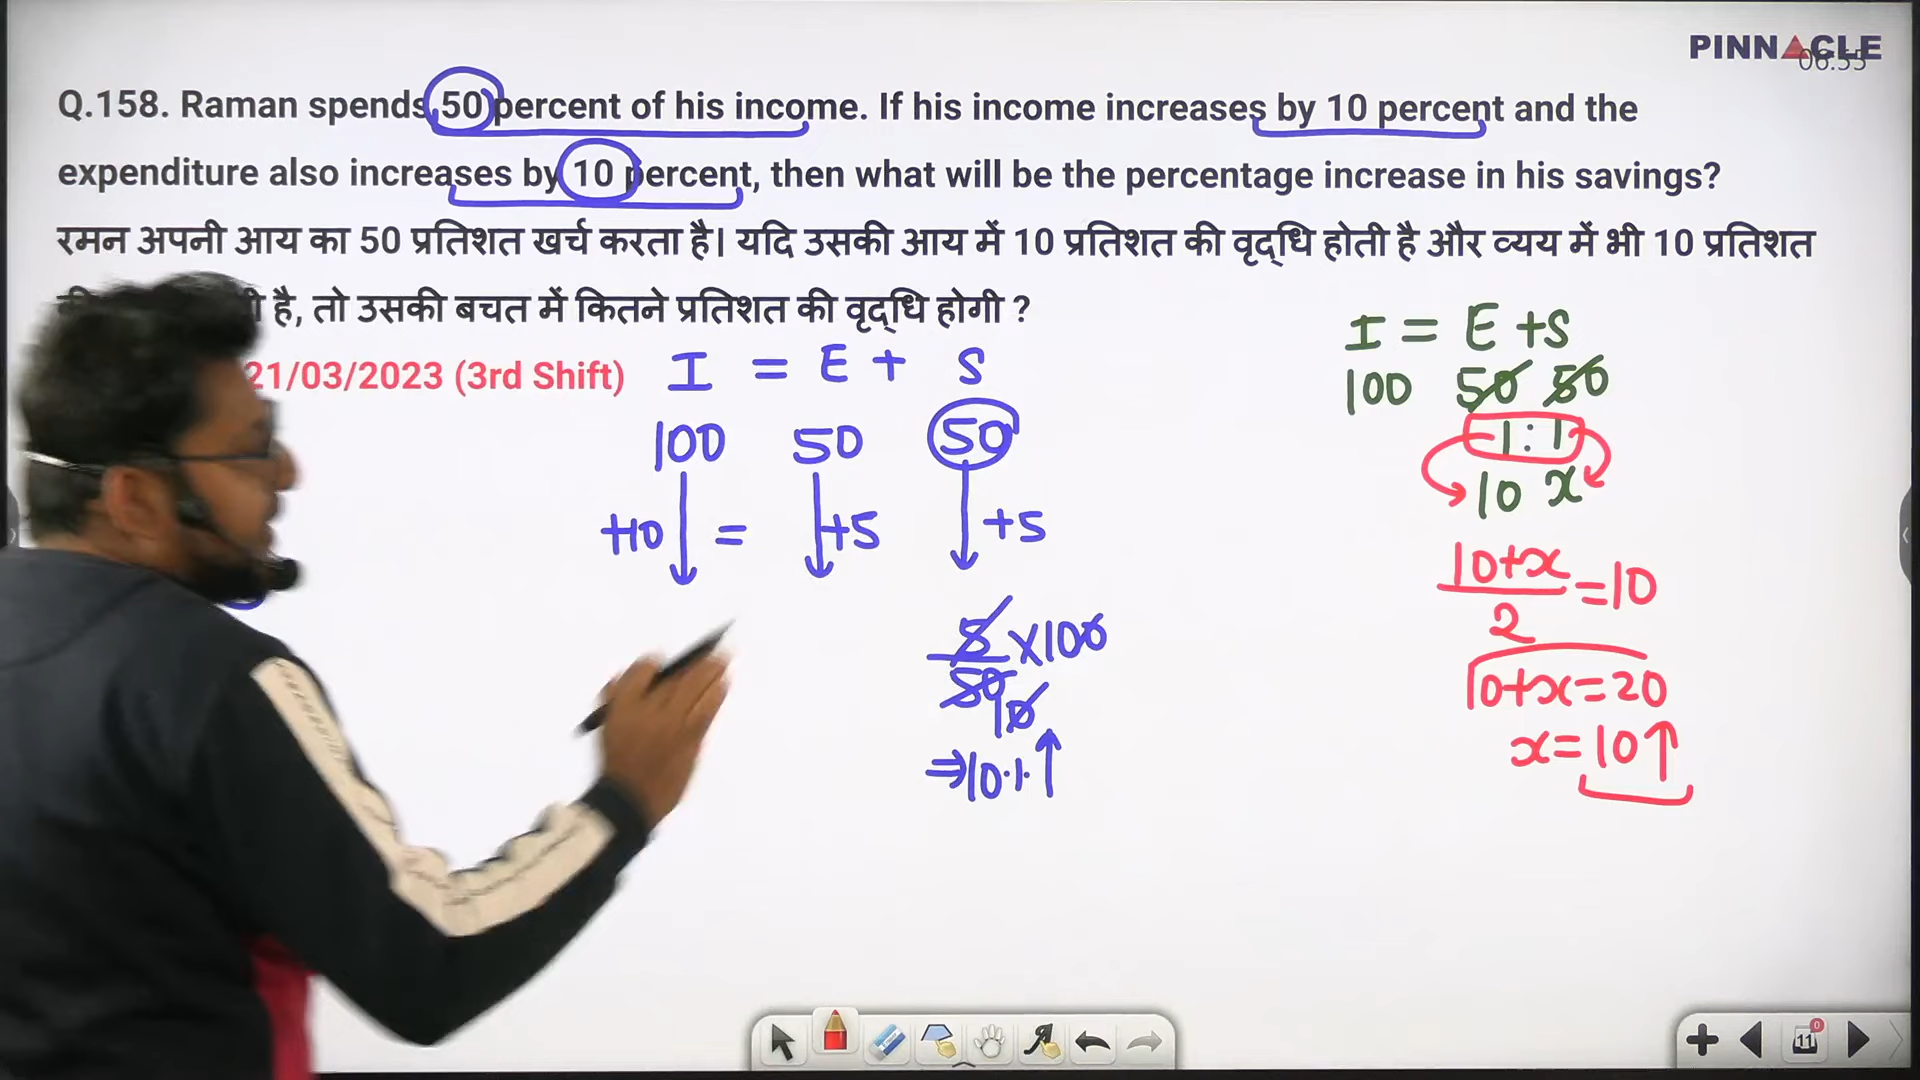 PINNACLE
06:55
Q.158. Raman spends 50 percent of his income. If his income increases by 10 percent and the
expenditure also increases by 10 percent, then what will be the percentage increase in his savings?
रमन अपनी आय का 50 प्रतिशत खर्च करता है। यदि उसकी आय में 10 प्रतिशत की वृद्धि होती है और व्यय में भी 10 प्रतिशत
है, तो उसकी बचत में कितने प्रतिशत की वृद्धि होगी ?
21/03/2023 (3rd Shift)
I = E + S
100 50 50
+10 = +5 +5
5/50 × 100
10
⇒ 10% ↑
I = E + S
100 50 50
1 : 1
10 x
10+x/2 = 10
10+x=20
x = 10↑
11
0